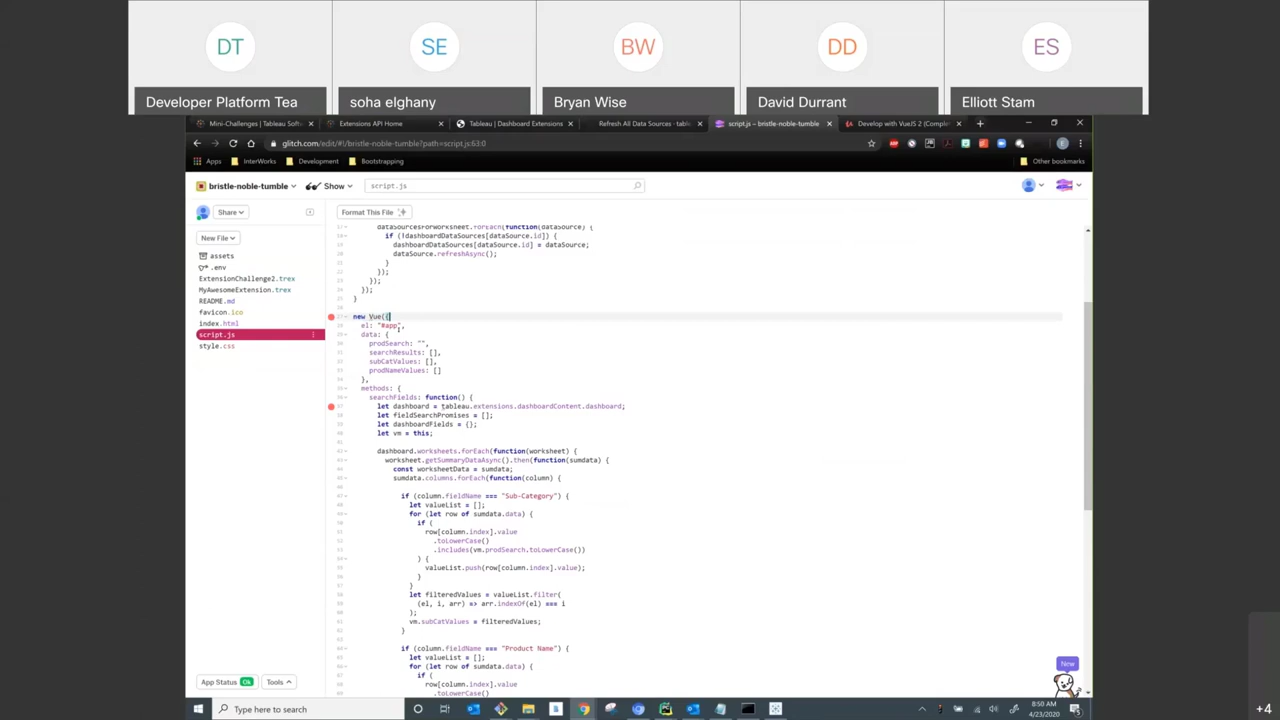 DT
SE
BW
DD
ES
Developer Platform Tea
soha elghany
Bryan Wise
David Durrant
Elliott Stam
Mini-Challenges | Tableau Softw
Extensions API Home
Tableau | Dashboard Extensions
Refresh All Data Sources - table
script.js – bristle-noble-tumble
Develop with VueJS 2 (Complet
glitch.com/edit/#!/bristle-noble-tumble?path=script.js:63:0
Apps
InterWorks
Development
Bootstrapping
Other bookmarks
bristle-noble-tumble
Show
script.js
Share
Format This File
New File
assets
.env
ExtensionChallenge2.trex
MyAwesomeExtension.trex
README.md
favicon.ico
index.html
script.js
style.css
dataSourcesForWorksheet.forEach(function(dataSource) {
if (!dashboardDataSources[dataSource.id]) {
dashboardDataSources[dataSource.id] = dataSource;
dataSource.refreshAsync();
}
});
});
});
}
new Vue({
el: "#app",
data: {
prodSearch: "",
searchResults: [],
subCatValues: [],
prodNameValues: []
},
methods: {
searchFields: function() {
let dashboard = tableau.extensions.dashboardContent.dashboard;
let fieldSearchPromises = [];
let dashboardFields = {};
let vm = this;
dashboard.worksheets.forEach(function(worksheet) {
worksheet.getSummaryDataAsync().then(function(sumdata) {
const worksheetData = sumdata;
sumdata.columns.forEach(function(column) {
if (column.fieldName === "Sub-Category") {
let valueList = [];
for (let row of sumdata.data) {
if (
row[column.index].value
.toLowerCase()
.includes(vm.prodSearch.toLowerCase())
) {
valueList.push(row[column.index].value);
}
}
let filteredValues = valueList.filter(
(el, i, arr) => arr.indexOf(el) === i
);
vm.subCatValues = filteredValues;
}
if (column.fieldName === "Product Name") {
let valueList = [];
for (let row of sumdata.data) {
if (
row[column.index].value
.toLowerCase()
App Status Ok
Tools
New
Type here to search
8:50 AM
4/23/2020
+4